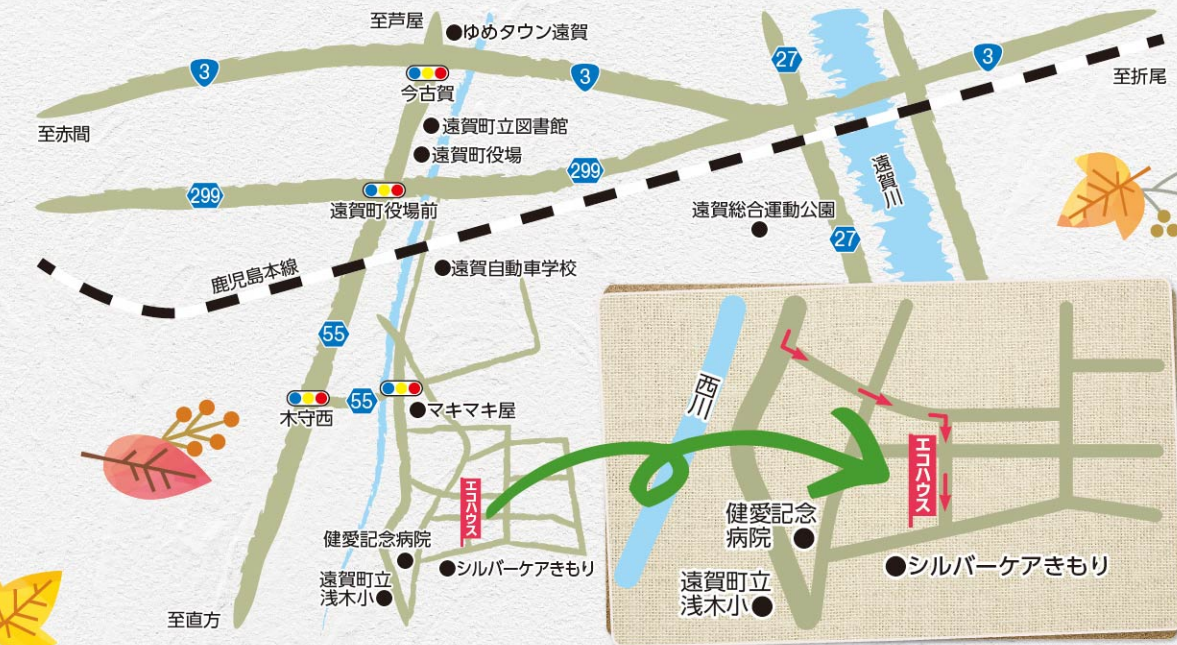 至芦屋
ゆめタウン遠賀
3
今古賀
3
27
3
至折尾
至赤間
遠賀町立図書館
遠賀町役場
299
299
遠賀町役場前
遠賀川
遠賀総合運動公園
27
遠賀自動車学校
鹿児島本線
55
55
木守西
マキマキ屋
エコハウス
健愛記念病院
シルバーケアきもり
遠賀町立
浅木小
至直方
西川
エコハウス
健愛記念
病院
シルバーケアきもり
遠賀町立
浅木小